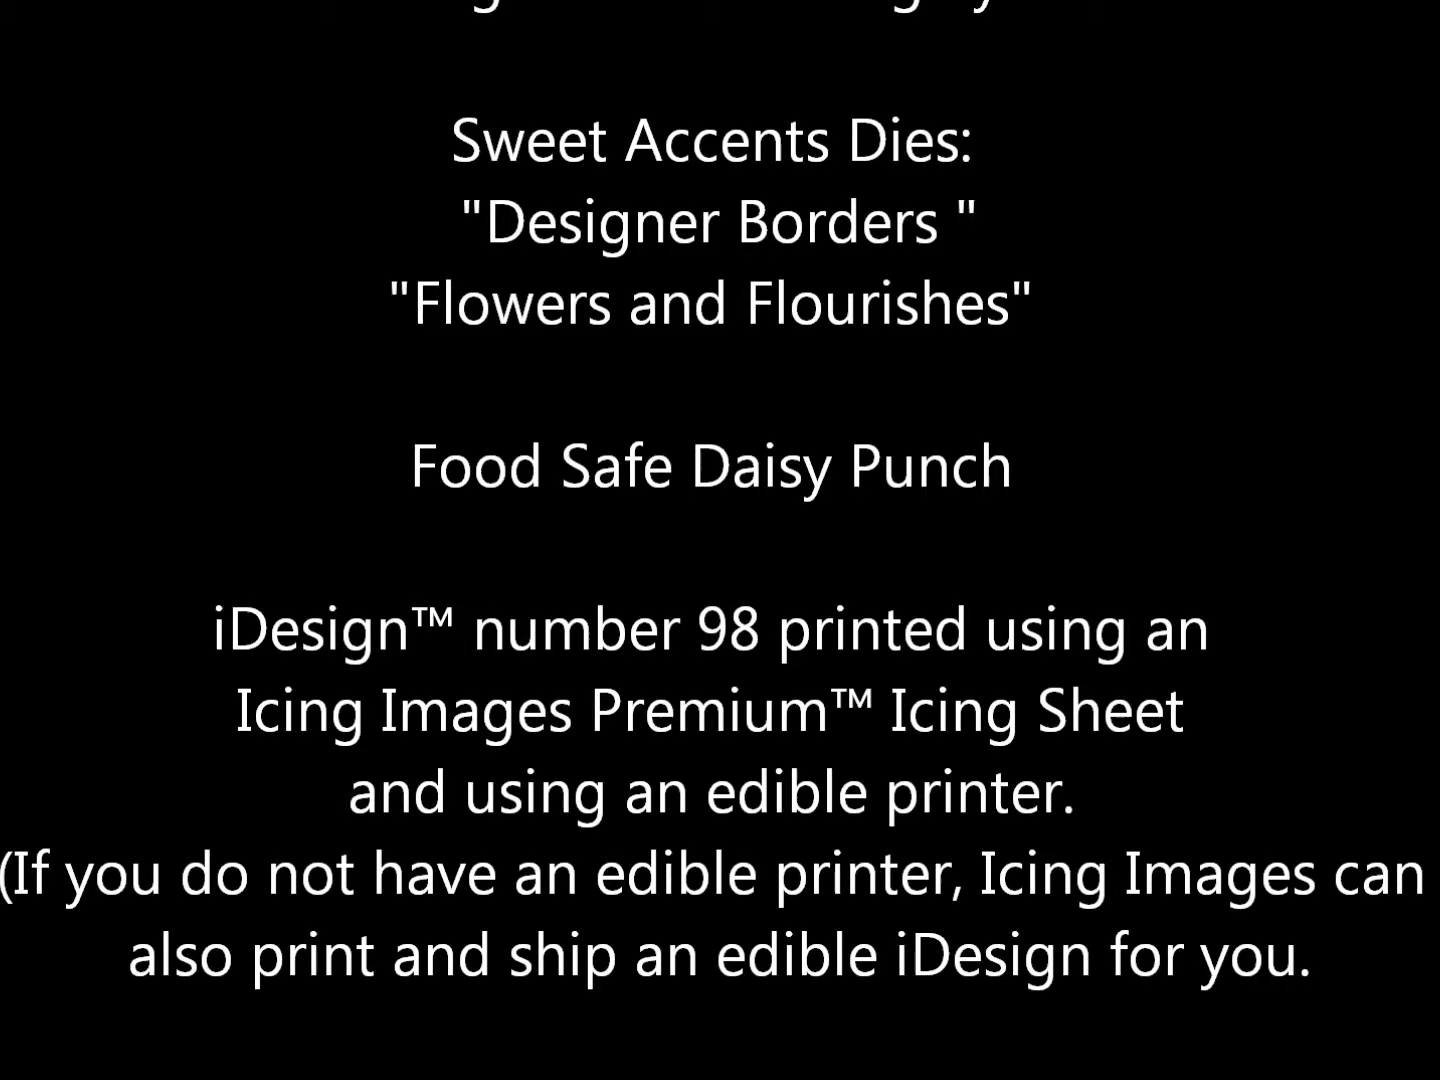 Sweet Accents Dies:
"Designer Borders "
"Flowers and Flourishes"
Food Safe Daisy Punch
iDesign™ number 98 printed using an
Icing Images Premium™ Icing Sheet
and using an edible printer.
(If you do not have an edible printer, Icing Images can
also print and ship an edible iDesign for you.